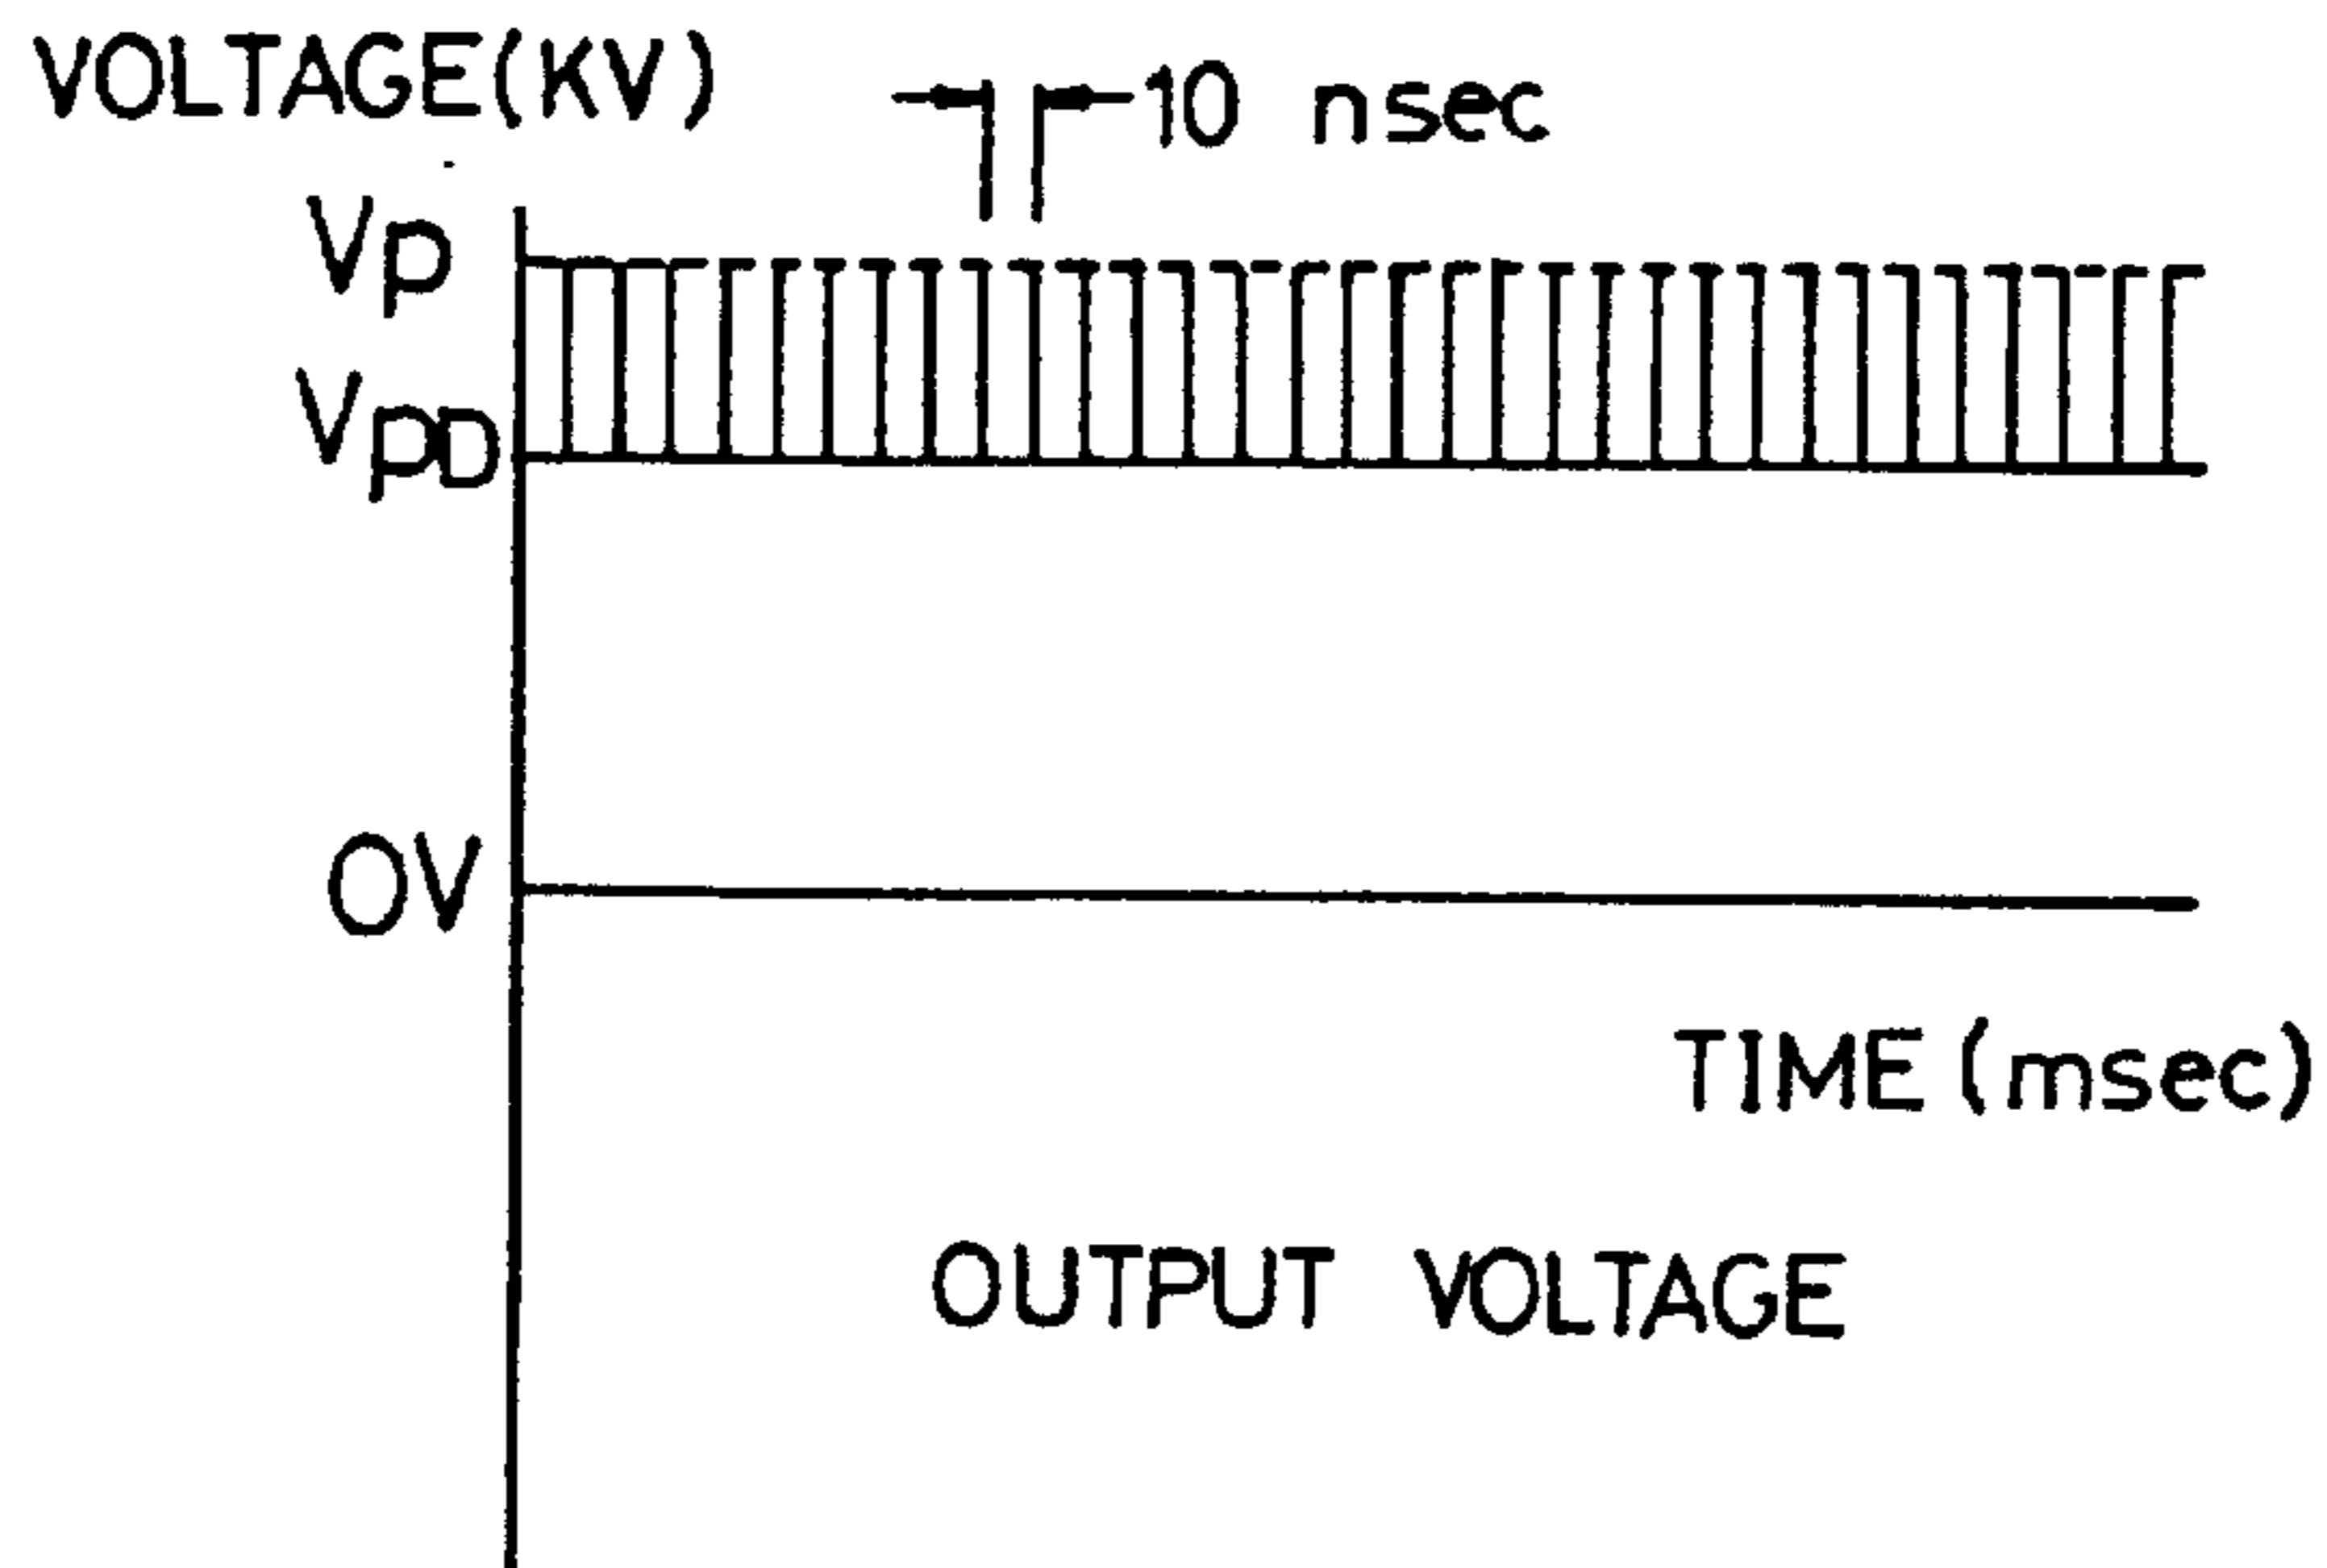 VOLTAGE(KV)
10 nsec
Vp
VpD
OV
TIME (msec)
OUTPUT VOLTAGE